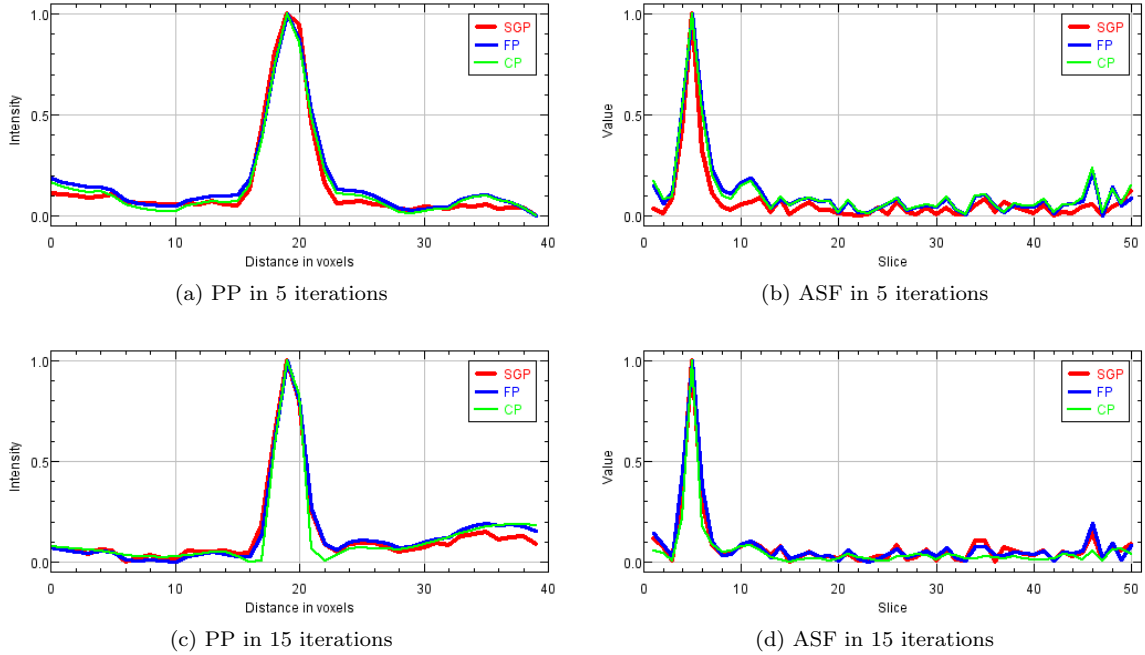 1.0
0.5
0.0
Intensity
SGP
FP
CP
0 10 20 30 40
Distance in voxels
(a) PP in 5 iterations
1.0
0.5
0.0
Value
SGP
FP
CP
0 10 20 30 40 50
Slice
(b) ASF in 5 iterations
1.0
0.5
0.0
Intensity
SGP
FP
CP
0 10 20 30 40
Distance in voxels
(c) PP in 15 iterations
1.0
0.5
0.0
Value
SGP
FP
CP
0 10 20 30 40 50
Slice
(d) ASF in 15 iterations